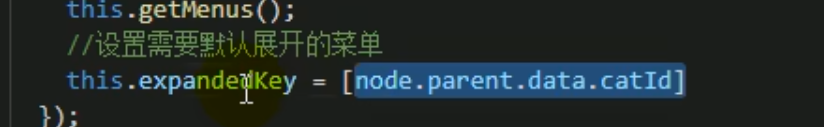 this.getMenus();
//设置需要默认展开的菜单
this.expandedKey = [node.parent.data.catId]
});